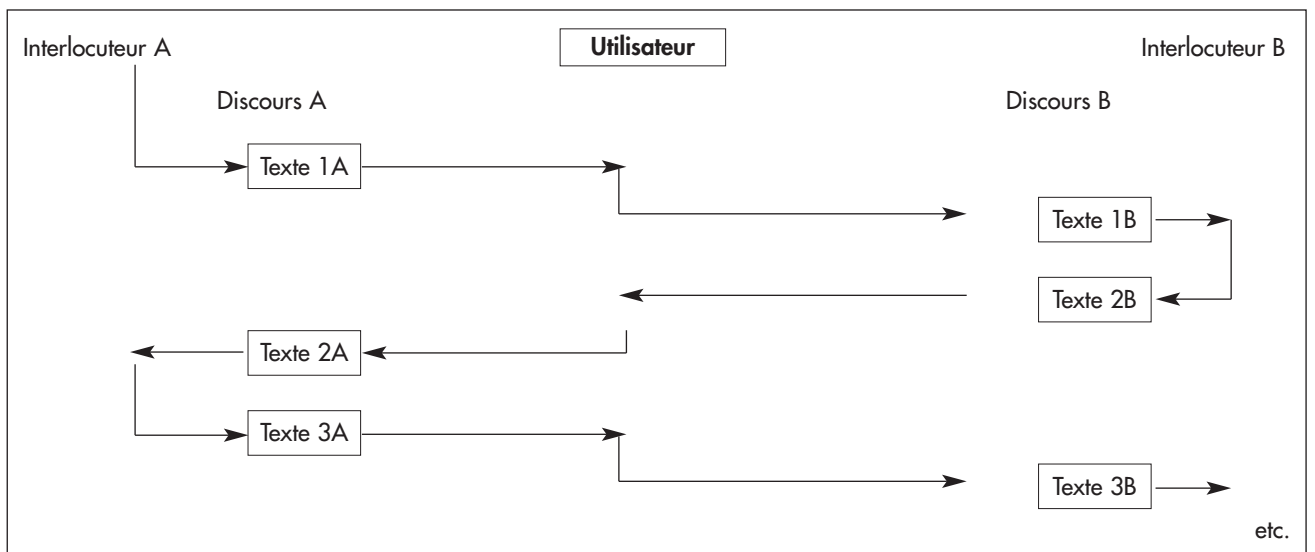 Interlocuteur A
Utilisateur
Interlocuteur B
Discours A
Discours B
Texte 1A
Texte 1B
Texte 2B
Texte 2A
Texte 3A
Texte 3B
etc.